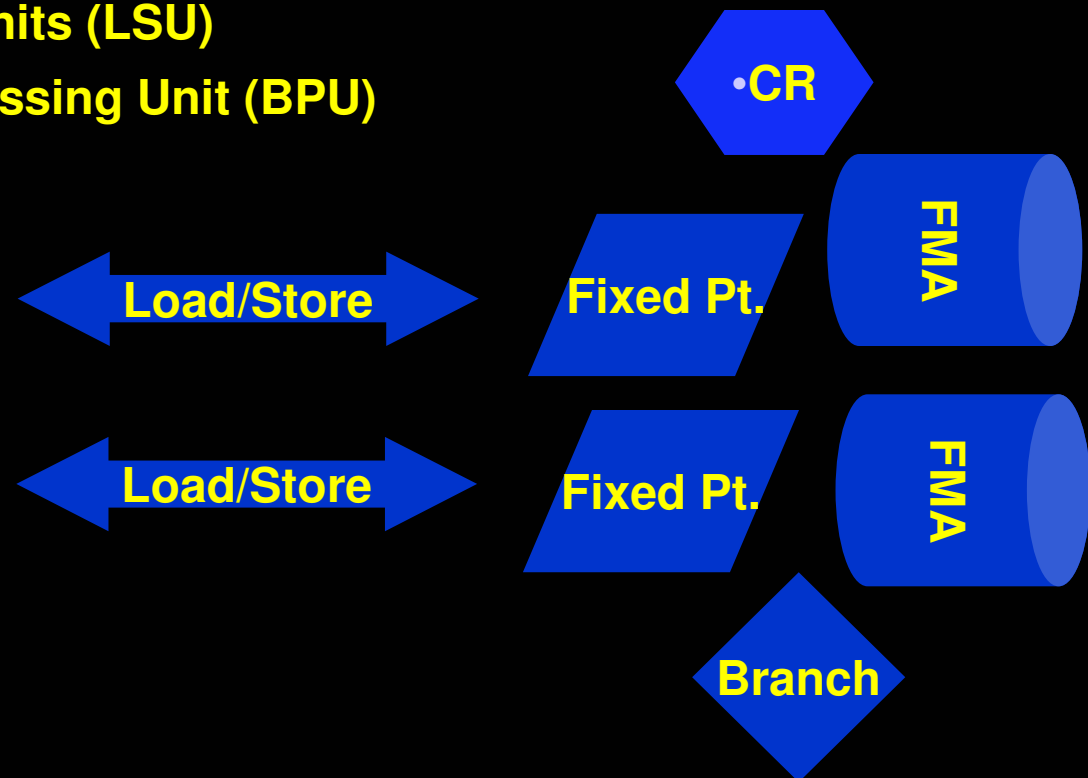 nits (LSU)
•CR
ssing Unit (BPU)
FMA
Load/Store
Fixed Pt.
Load/Store
Fixed Pt.
FMA
Branch